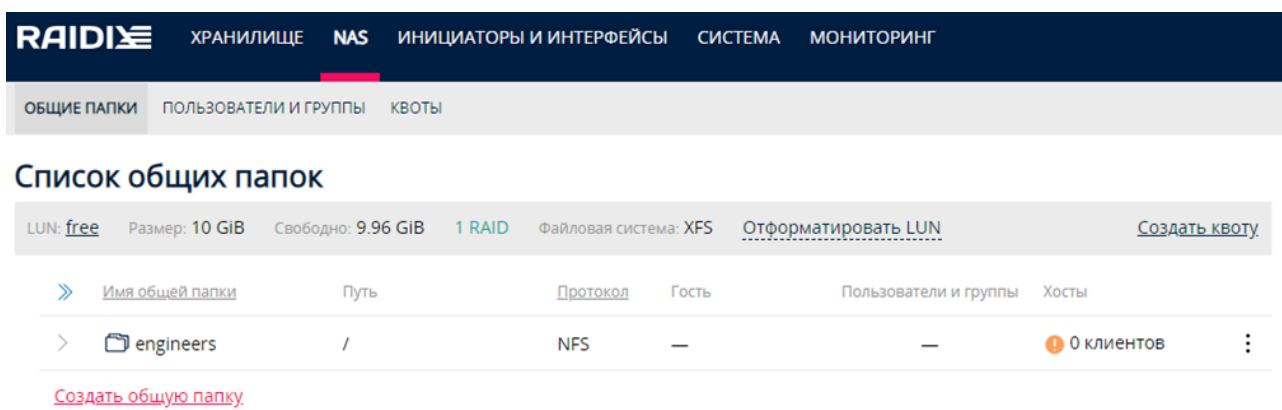 RAIDIX ХРАНИЛИЩЕ NAS ИНИЦИАТОРЫ И ИНТЕРФЕЙСЫ СИСТЕМА МОНИТОРИНГ
ОБЩИЕ ПАПКИ ПОЛЬЗОВАТЕЛИ И ГРУППЫ КВОТЫ
Список общих папок
LUN: free Размер: 10 GiB Свободно: 9.96 GiB 1 RAID Файловая система: XFS Отформатировать LUN Создать квоту
Имя общей папки Путь Протокол Гость Пользователи и группы Хосты
engineers / NFS — — 0 клиентов
Создать общую папку